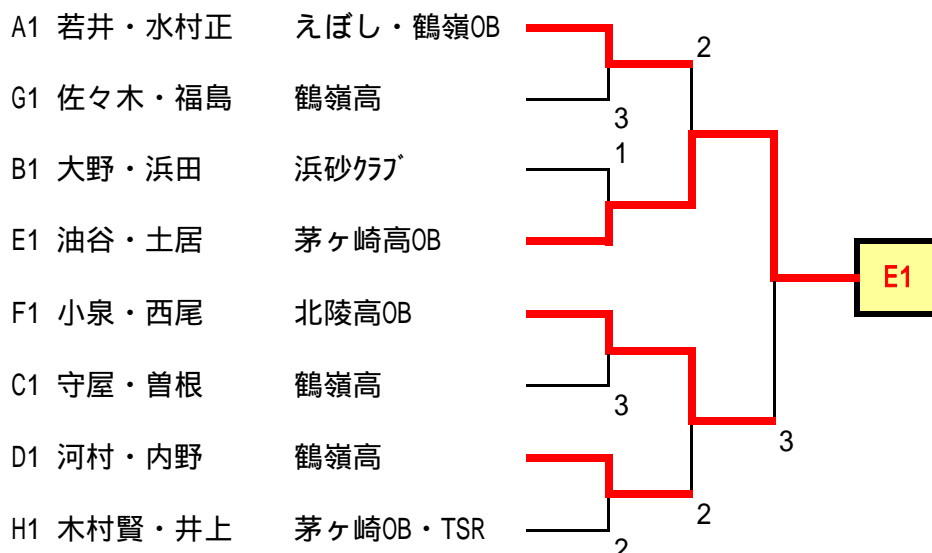 A1 若井・水村正 えぼし・鶴嶺OB
2
G1 佐々木・福島 鶴嶺高
3
1
B1 大野・浜田 浜砂ｸﾗﾌﾞ
E1 油谷・土居 茅ヶ崎高OB
E1
F1 小泉・西尾 北陵高OB
C1 守屋・曽根 鶴嶺高
3
3
D1 河村・内野 鶴嶺高
2
H1 木村賢・井上 茅ヶ崎OB・TSR
2